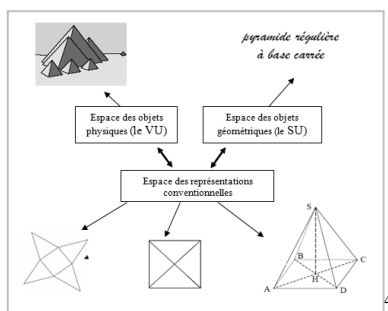 pyramide régulière
à base carrée
Espace des objets
physiques (le VU)
Espace des objets
géométriques (le SU)
Espace des représentations
conventionnelles
S
B
C
H
A
D
4